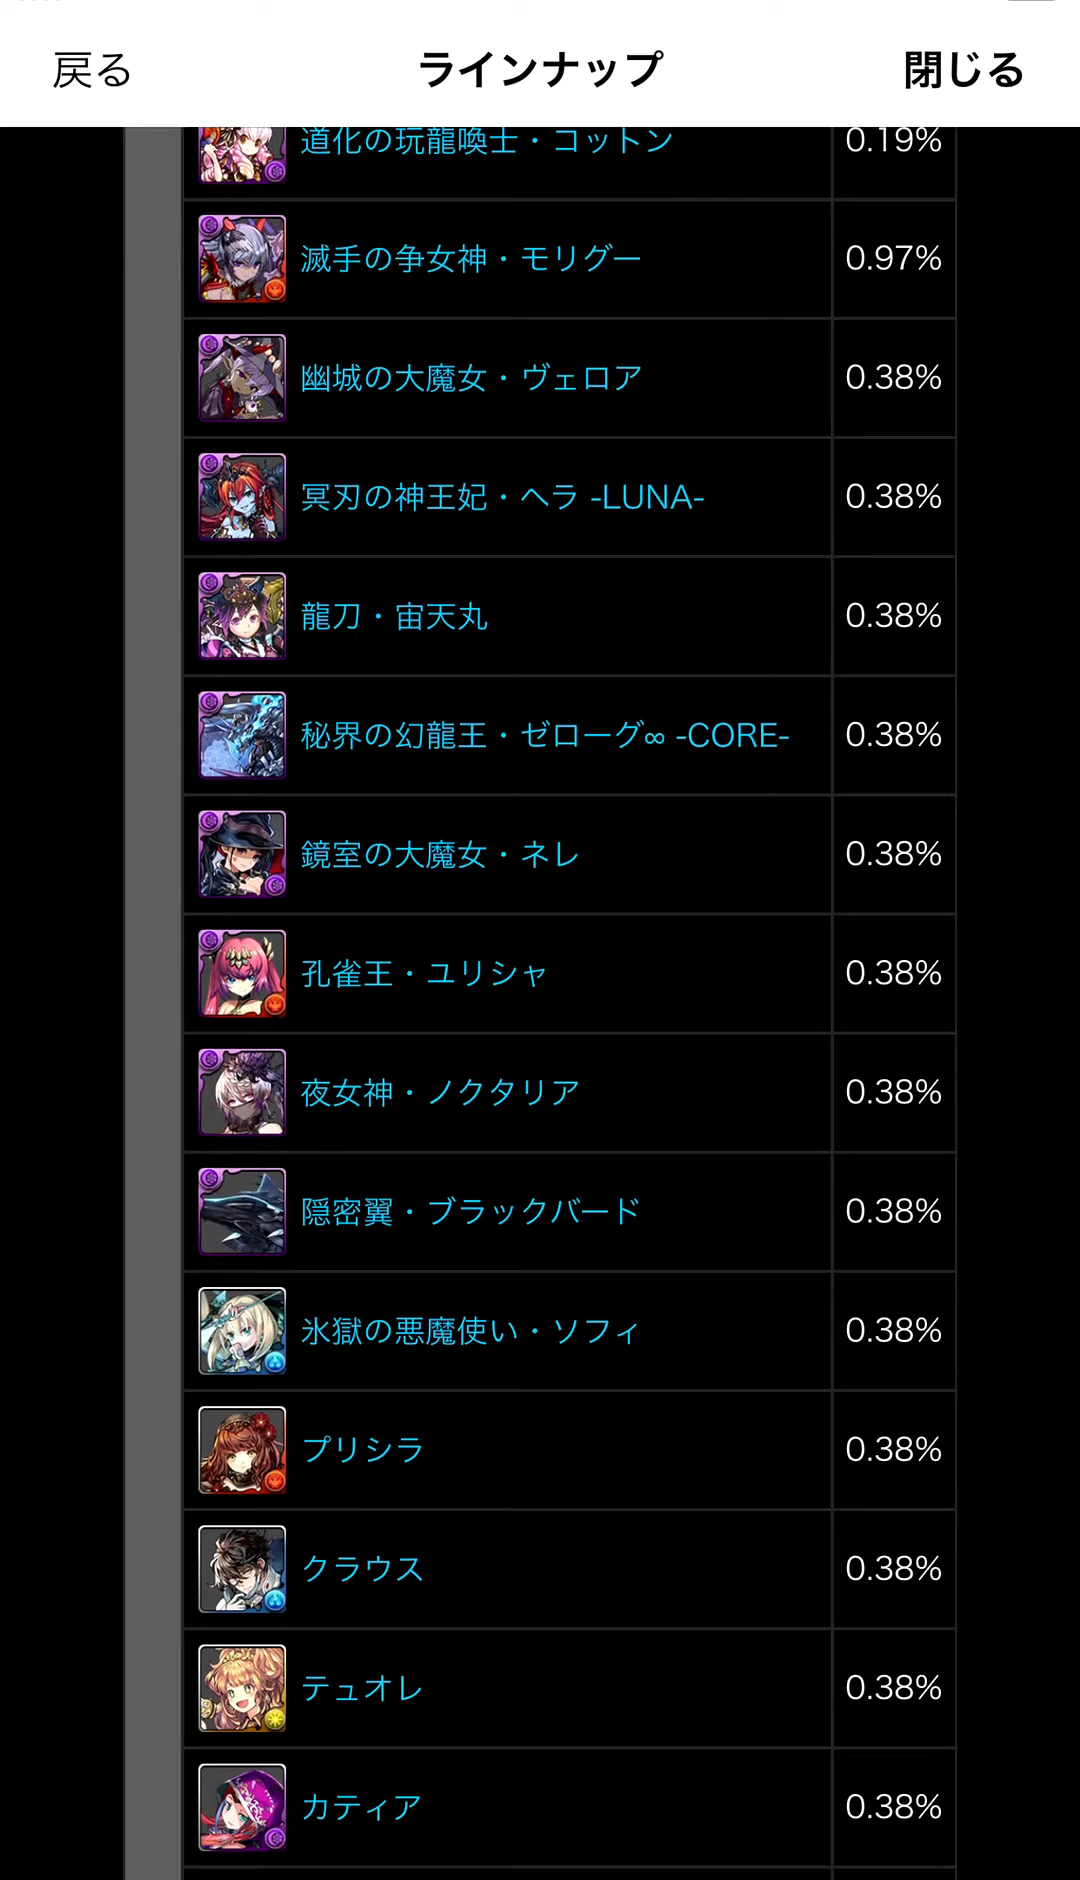 戻る
ラインナップ
閉じる
道化の玩龍喚士・コットン 0.19%
滅手の争女神・モリグー 0.97%
幽城の大魔女・ヴェロア 0.38%
冥刃の神王妃・ヘラ -LUNA- 0.38%
龍刀・宙天丸 0.38%
秘界の幻龍王・ゼローグ∞ -CORE- 0.38%
鏡室の大魔女・ネレ 0.38%
孔雀王・ユリシャ 0.38%
夜女神・ノクタリア 0.38%
隠密翼・ブラックバード 0.38%
氷獄の悪魔使い・ソフィ 0.38%
プリシラ 0.38%
クラウス 0.38%
テュオレ 0.38%
カティア 0.38%